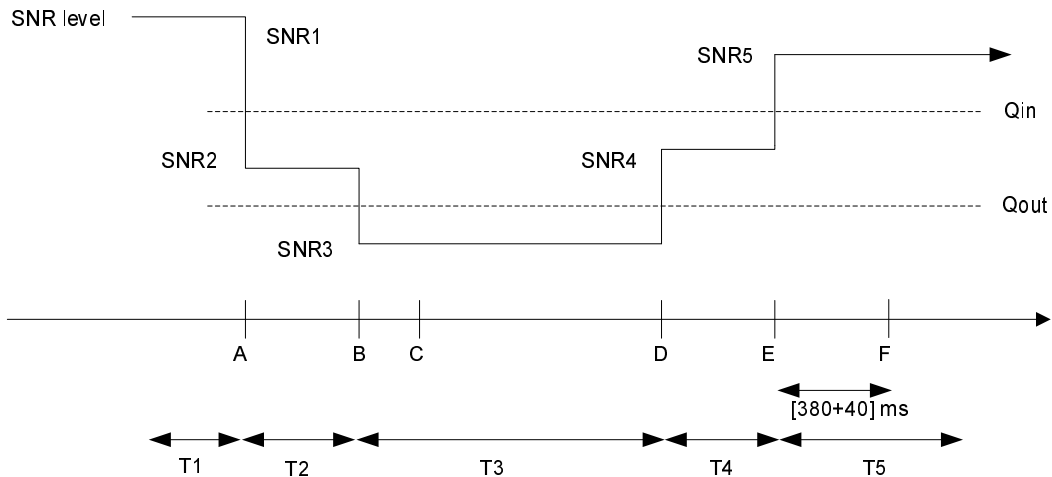 SNR level
SNR1
SNR5
Qin
SNR2
SNR4
Qout
SNR3
A B C D E F
[380+40] ms
T1 T2 T3 T4 T5